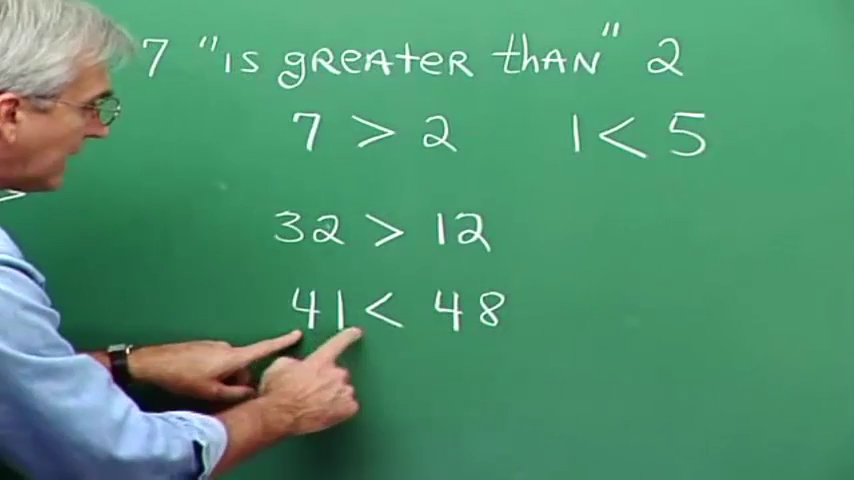 7 "is greater than" 2
7 > 2 1 < 5
32 > 12
41 < 48